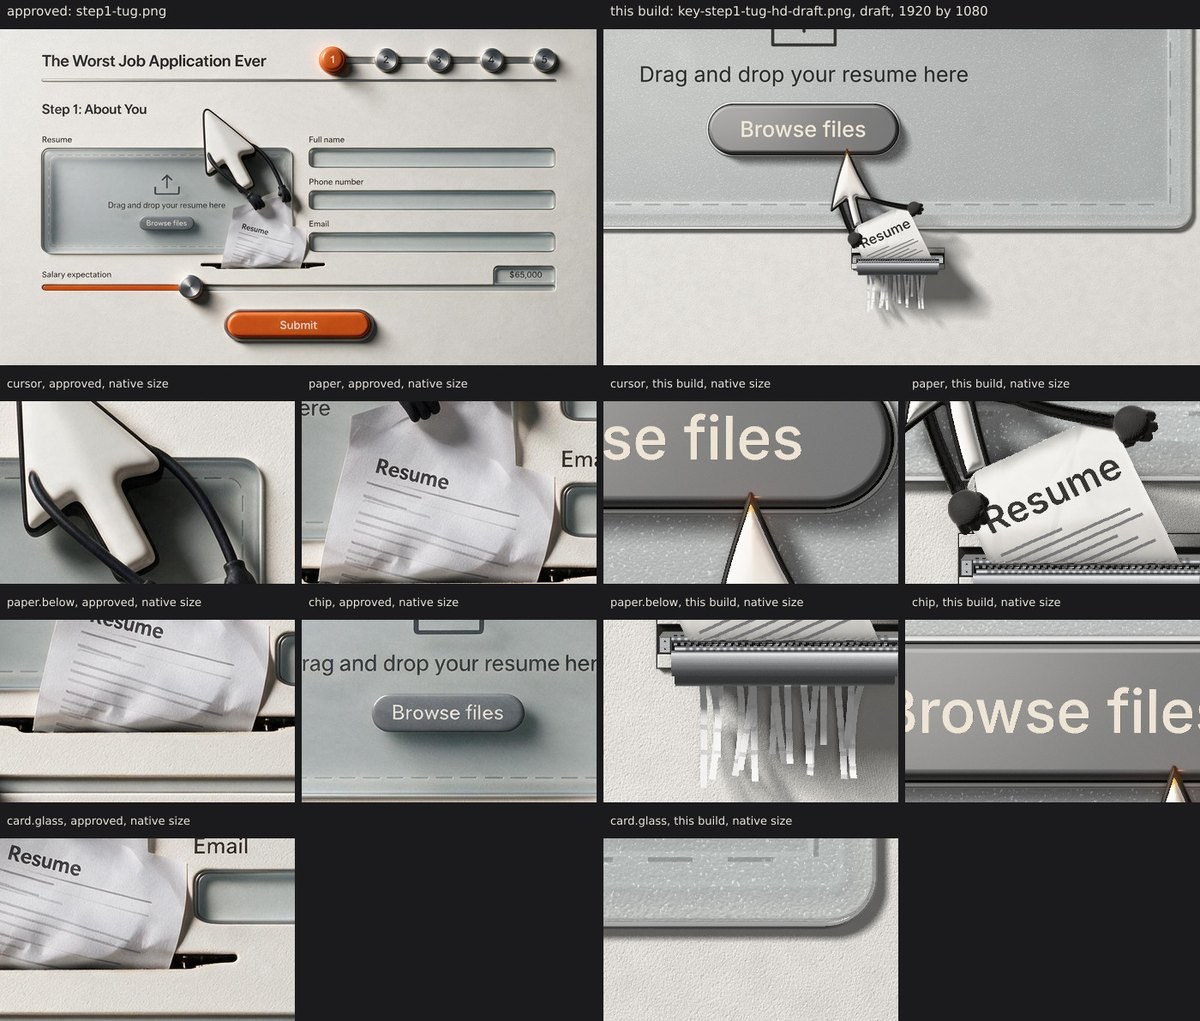 approved: step1-tug.png
this build: key-step1-tug-hd-draft.png, draft, 1920 by 1080
The Worst Job Application Ever
1
2
3
4
5
Step 1: About You
Resume
Drag and drop your resume here
Browse files
Resume
Full name
Phone number
Email
Salary expectation
$65,000
Submit
Drag and drop your resume here
Browse files
Resume
cursor, approved, native size
paper, approved, native size
cursor, this build, native size
paper, this build, native size
ere
Resume
Ema
se files
Resume
paper.below, approved, native size
chip, approved, native size
paper.below, this build, native size
chip, this build, native size
Resume
rag and drop your resume her
Browse files
Browse files
card.glass, approved, native size
card.glass, this build, native size
Resume
Email